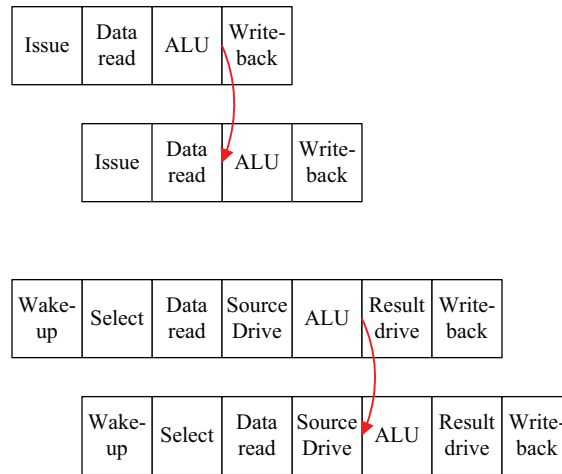 Issue
Data
read
ALU
Write-
back
Issue
Data
read
ALU
Write-
back
Wake-
up
Select
Data
read
Source
Drive
ALU
Result
drive
Write-
back
Wake-
up
Select
Data
read
Source
Drive
ALU
Result
drive
Write-
back